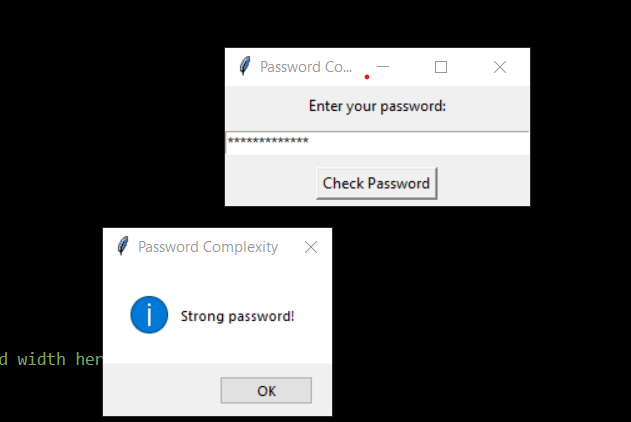 Password Co...
Enter your password:
*************
Check Password
Password Complexity
Strong password!
d width her
OK